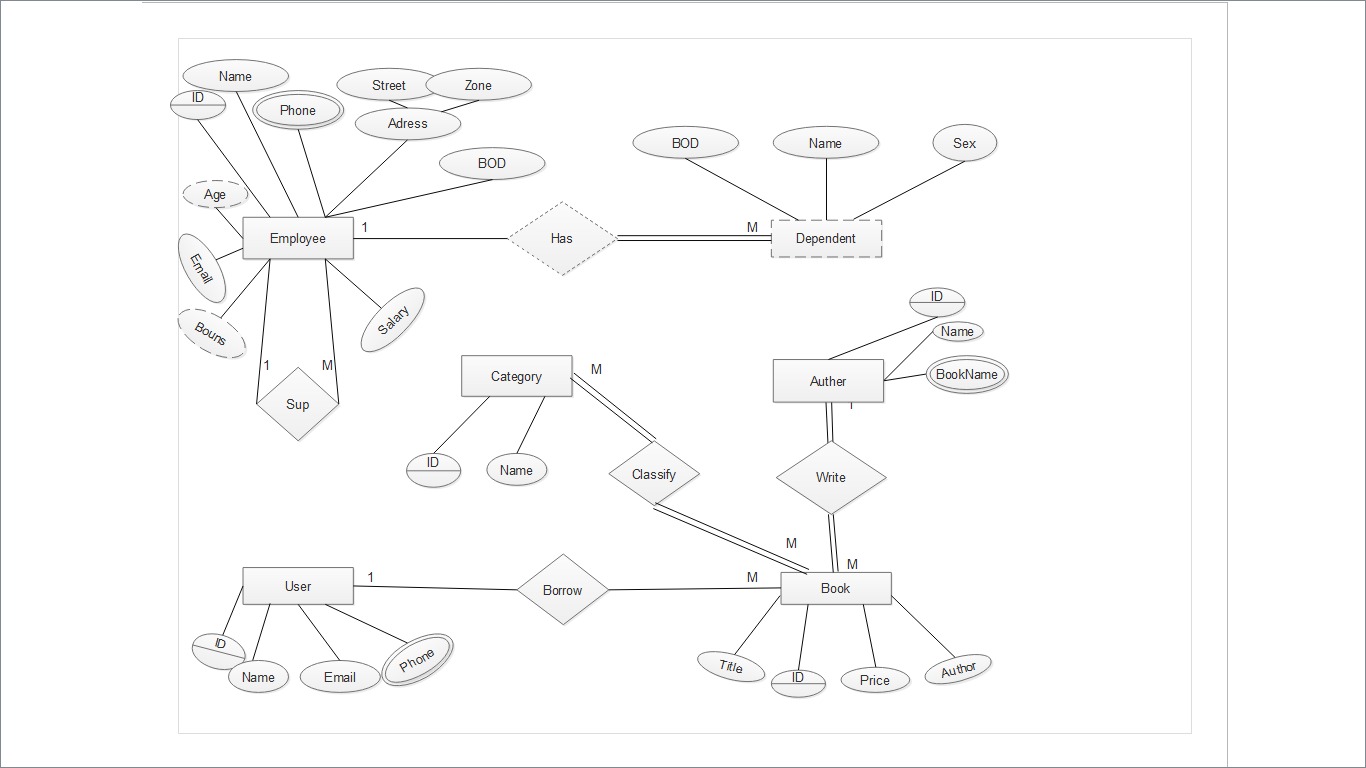 Name
ID
Phone
Street
Zone
Adress
BOD
Age
Employee
Email
Bouns
Salary
1
M
Sup
1
Has
M
BOD
Name
Sex
Dependent
ID
Name
BookName
Auther
1
Write
M
Category
M
ID
Name
Classify
M
User
1
Borrow
M
Book
ID
Name
Email
Phone
Title
ID
Price
Author